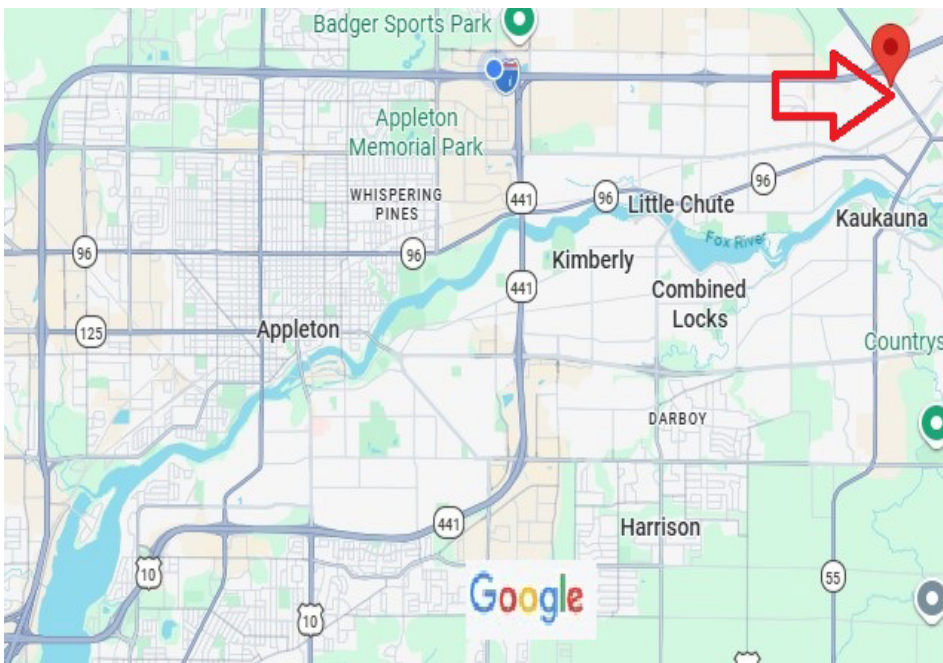 Badger Sports Park
Appleton
Memorial Park
WHISPERING
PINES
441
96
96
Little Chute
Kaukauna
96
96
Fox River
Kimberly
441
Combined
Locks
125
Appleton
Countrys
DARBOY
441
Harrison
10
55
Google
10